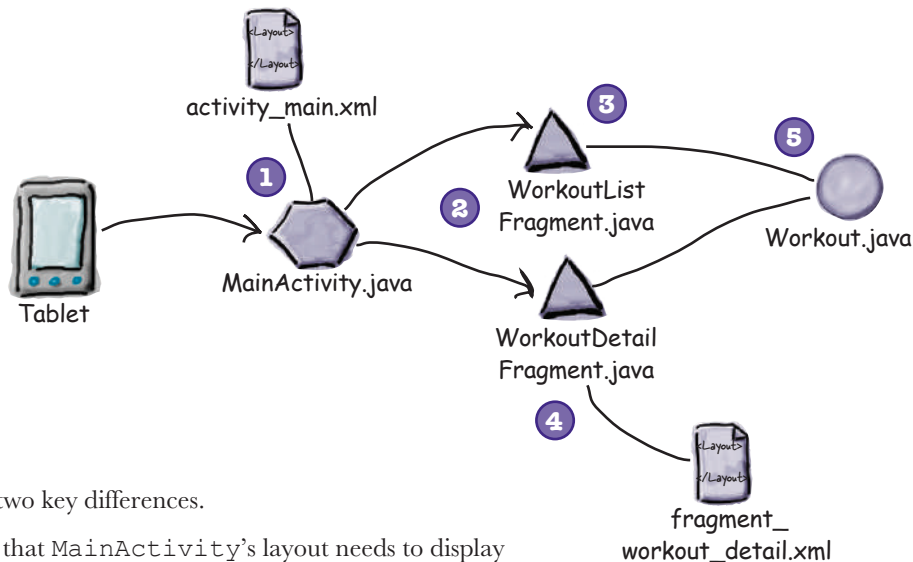 <Layout>
</Layout>
activity_main.xml
1
MainActivity.java
Tablet
2
3
WorkoutList
Fragment.java
5
Workout.java
WorkoutDetail
Fragment.java
4
<Layout>
</Layout>
fragment_
workout_detail.xml
two key differences.
that MainActivity's layout needs to display